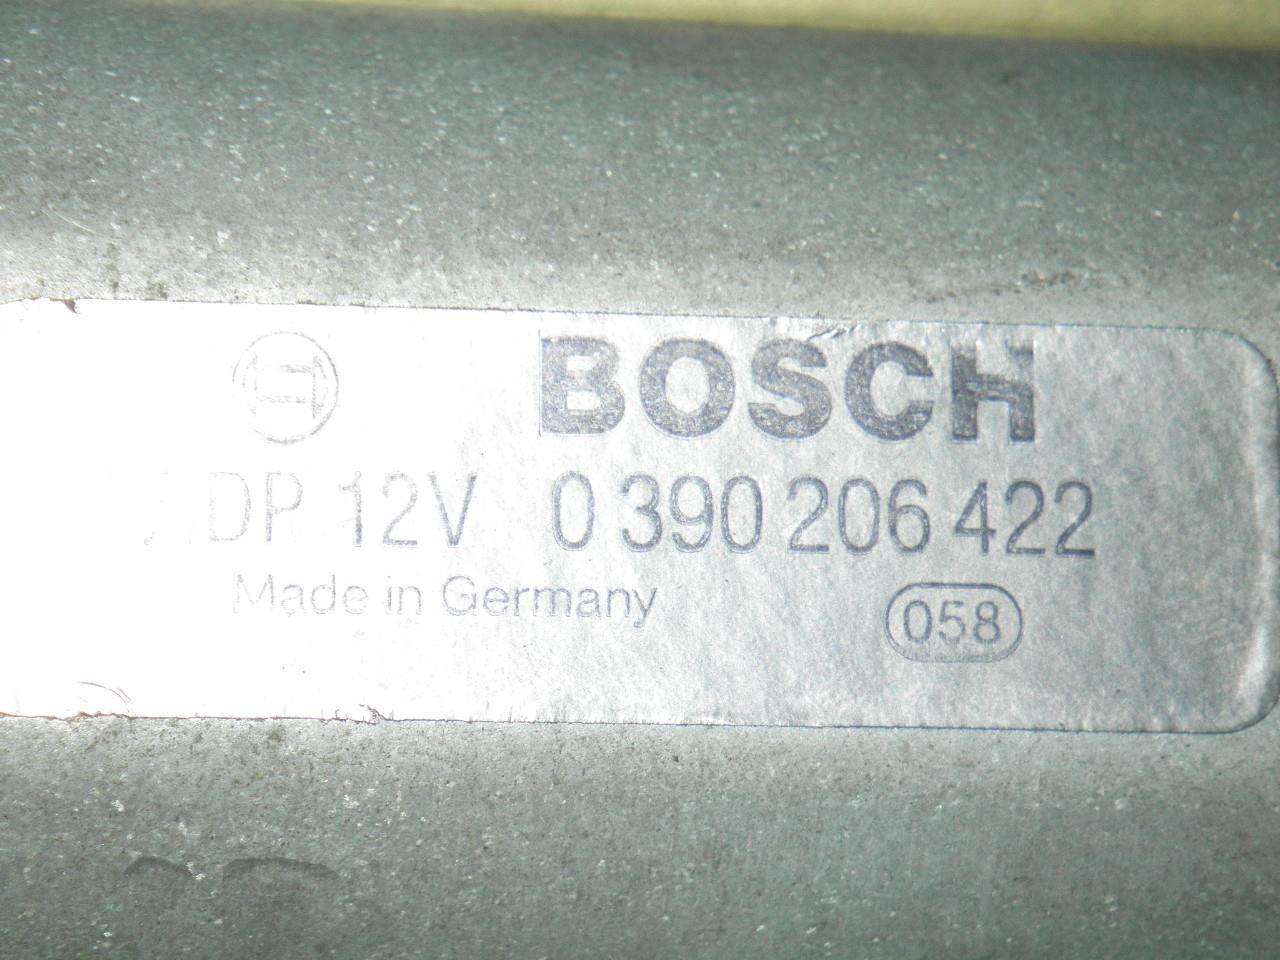 BOSCH
DP 12V 0 390 206 422
Made in Germany 058